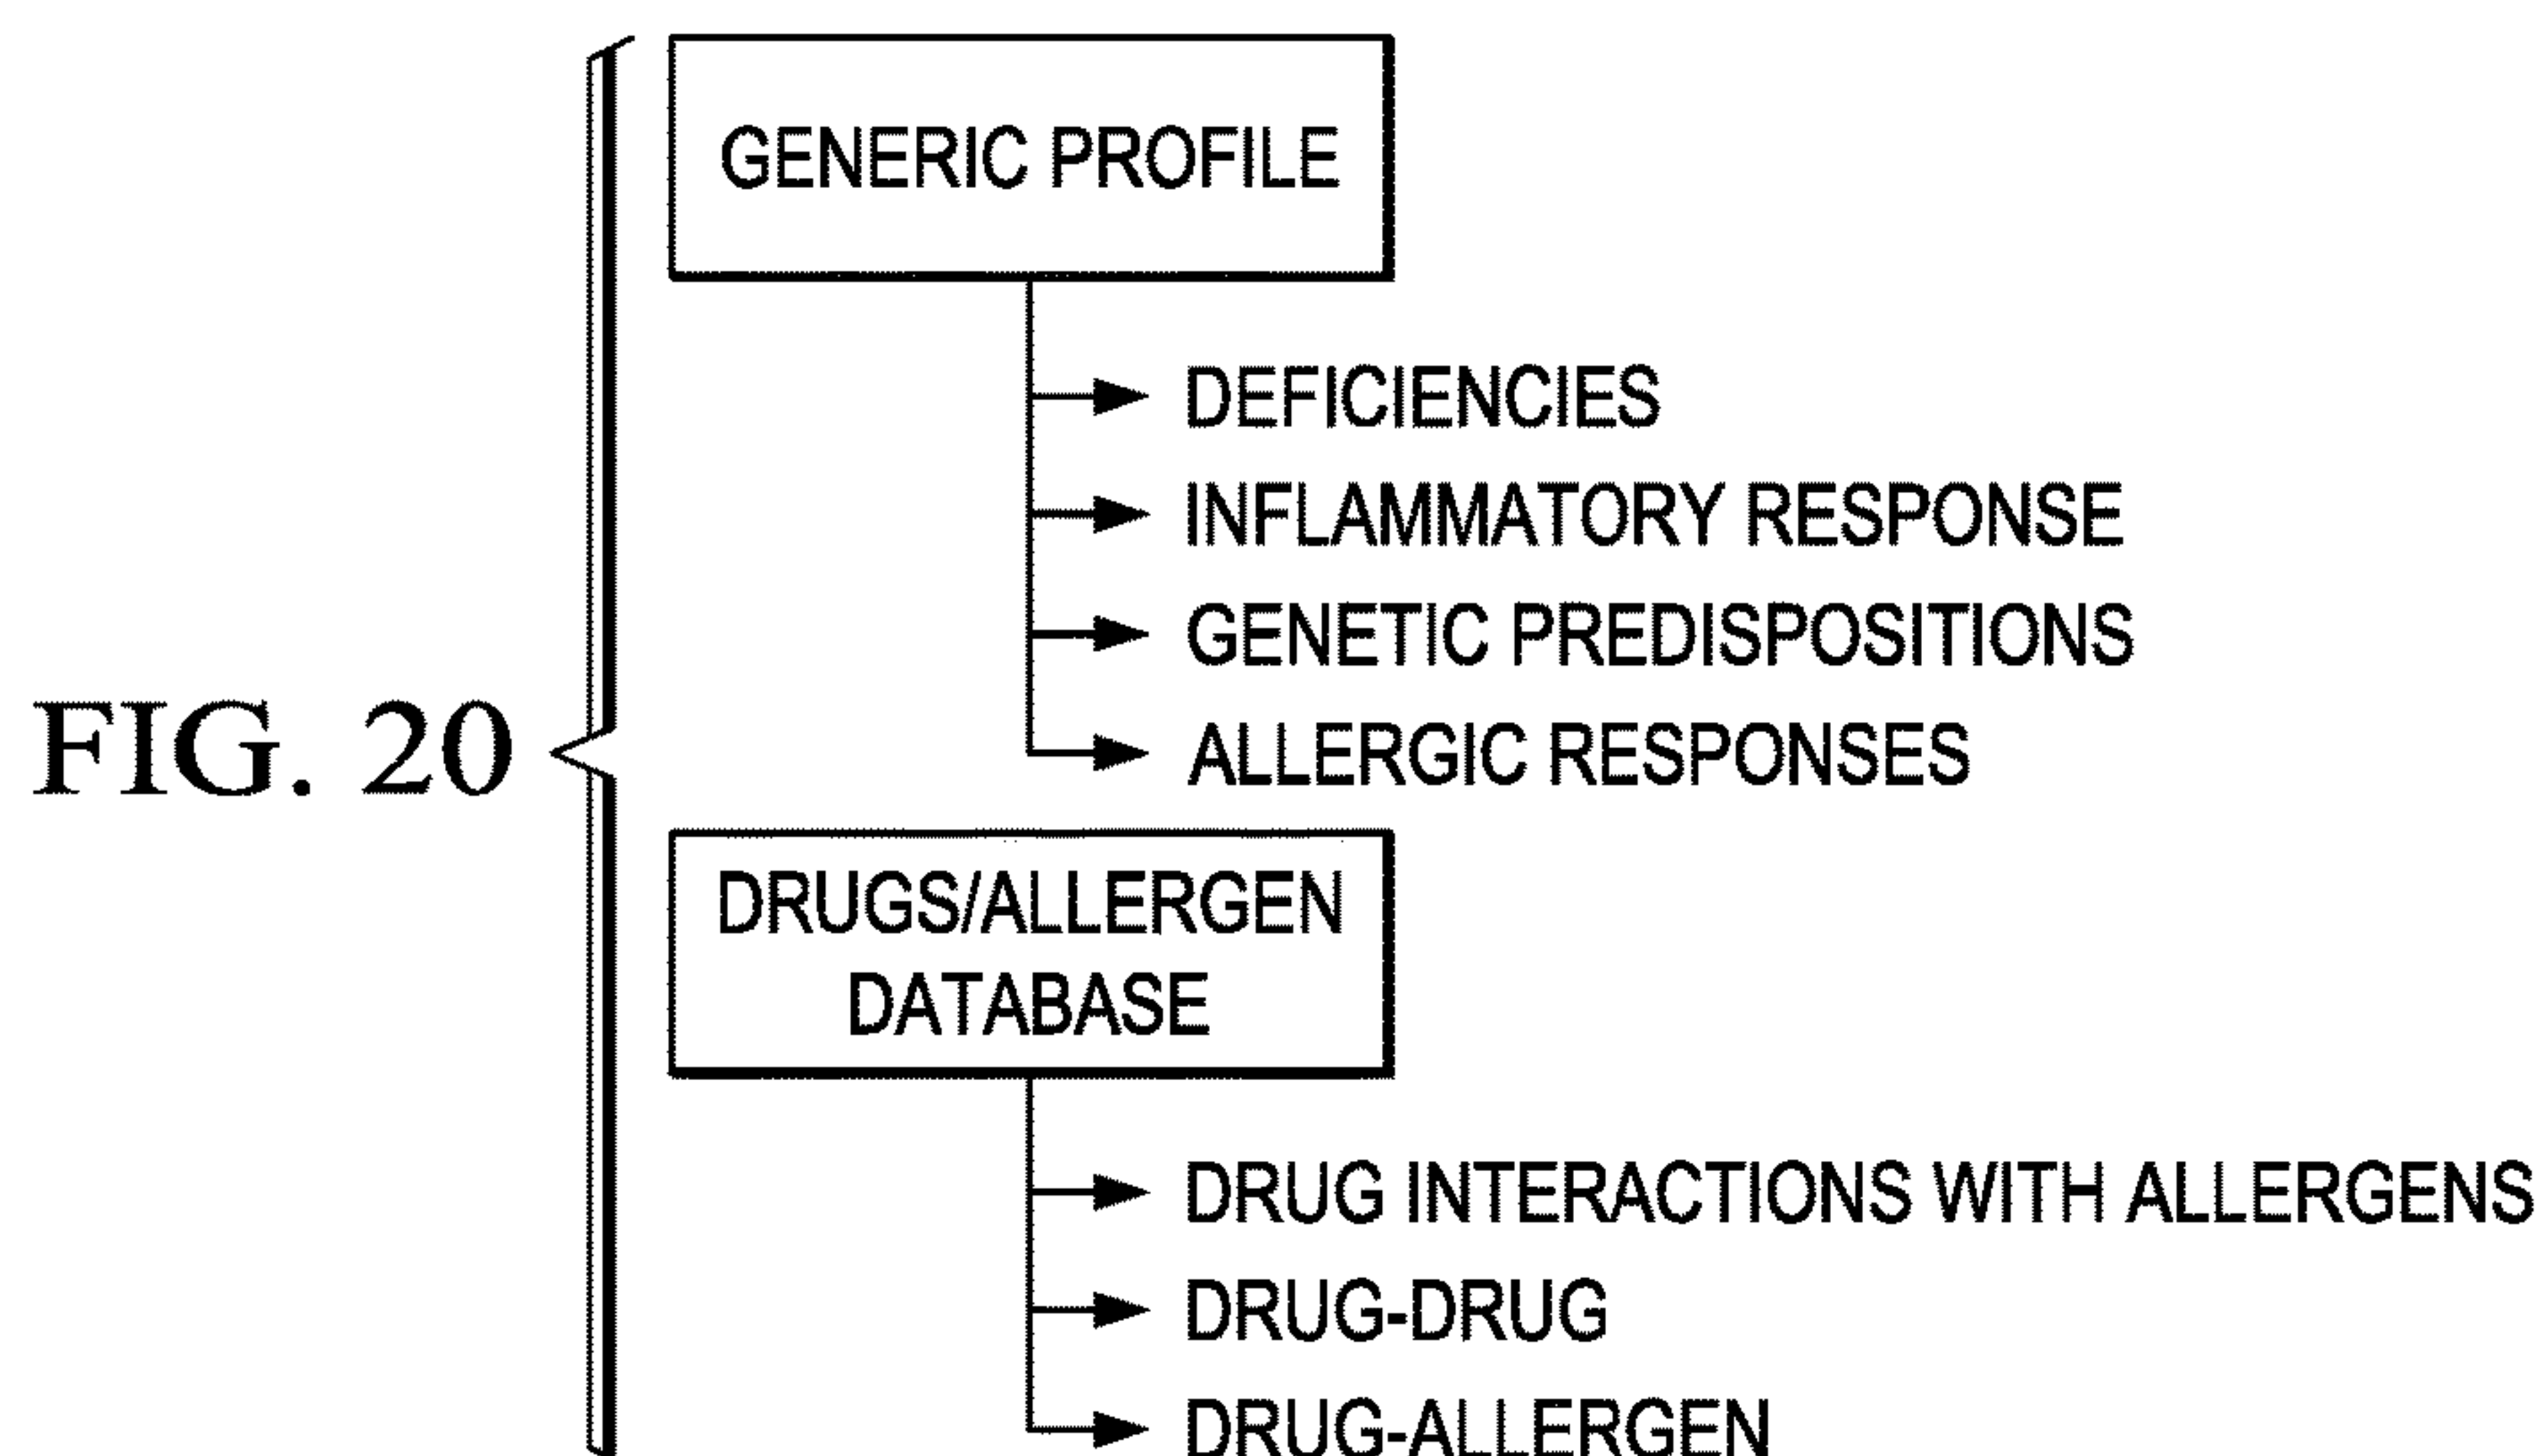 GENERIC PROFILE
DEFICIENCIES
INFLAMMATORY RESPONSE
GENETIC PREDISPOSITIONS
FIG. 20
ALLERGIC RESPONSES
DRUGS/ALLERGEN
DATABASE
DRUG INTERACTIONS WITH ALLERGENS
DRUG-DRUG
DRUG-ALLERGEN